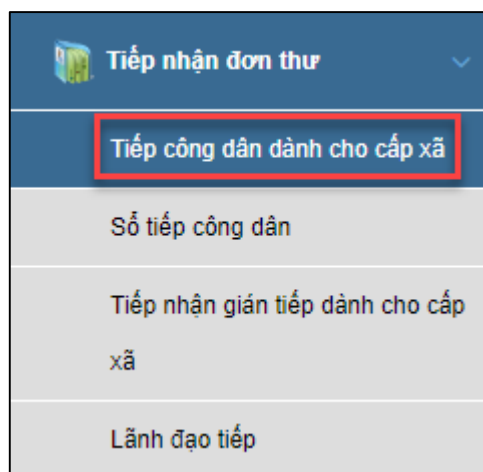 Tiếp nhận đơn thư
Tiếp công dân dành cho cấp xã
Sổ tiếp công dân
Tiếp nhận gián tiếp dành cho cấp
xã
Lãnh đạo tiếp